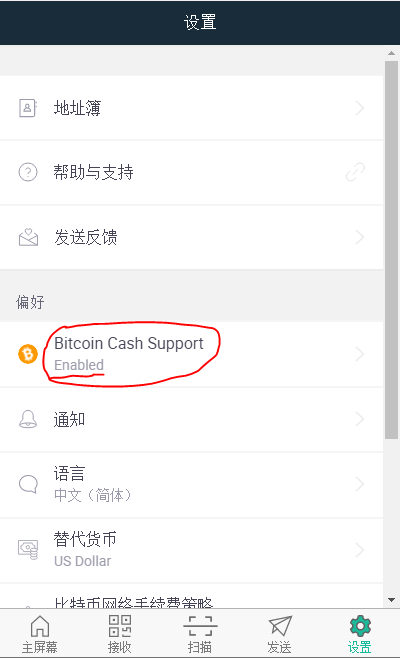 设置
地址簿
帮助与支持
发送反馈
偏好
Bitcoin Cash Support
Enabled
通知
语言
中文（简体）
替代货币
US Dollar
比特币网络手续费策略
主屏幕
接收
扫描
发送
设置